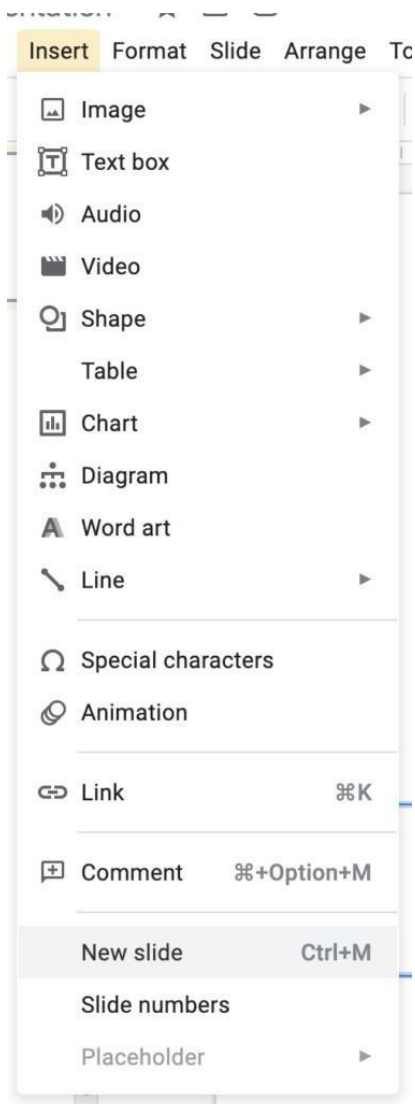 Insert Format Slide Arrange
Image
Text box
Audio
Video
Shape
Table
Chart
Diagram
Word art
Line
Special characters
Animation
Link ⌘K
Comment ⌘+Option+M
New slide Ctrl+M
Slide numbers
Placeholder